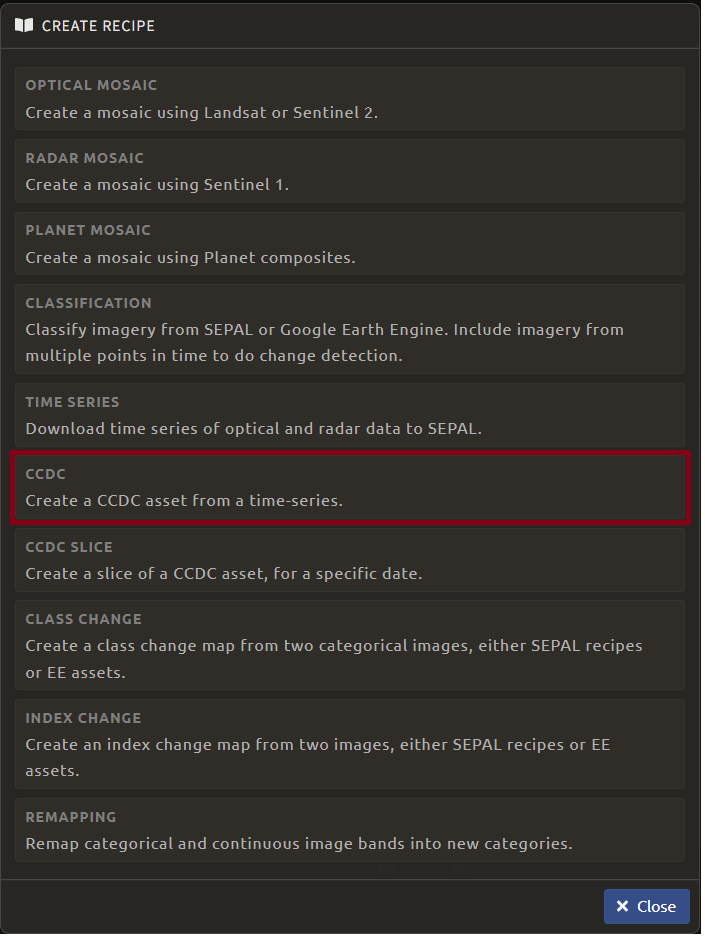 CREATE RECIPE
OPTICAL MOSAIC
Create a mosaic using Landsat or Sentinel 2.
RADAR MOSAIC
Create a mosaic using Sentinel 1.
PLANET MOSAIC
Create a mosaic using Planet composites.
CLASSIFICATION
Classify imagery from SEPAL or Google Earth Engine. Include imagery from
multiple points in time to do change detection.
TIME SERIES
Download time series of optical and radar data to SEPAL.
CCDC
Create a CCDC asset from a time-series.
CCDC SLICE
Create a slice of a CCDC asset, for a specific date.
CLASS CHANGE
Create a class change map from two categorical images, either SEPAL recipes
or EE assets.
INDEX CHANGE
Create an index change map from two images, either SEPAL recipes or EE
assets.
REMAPPING
Remap categorical and continuous image bands into new categories.
Close